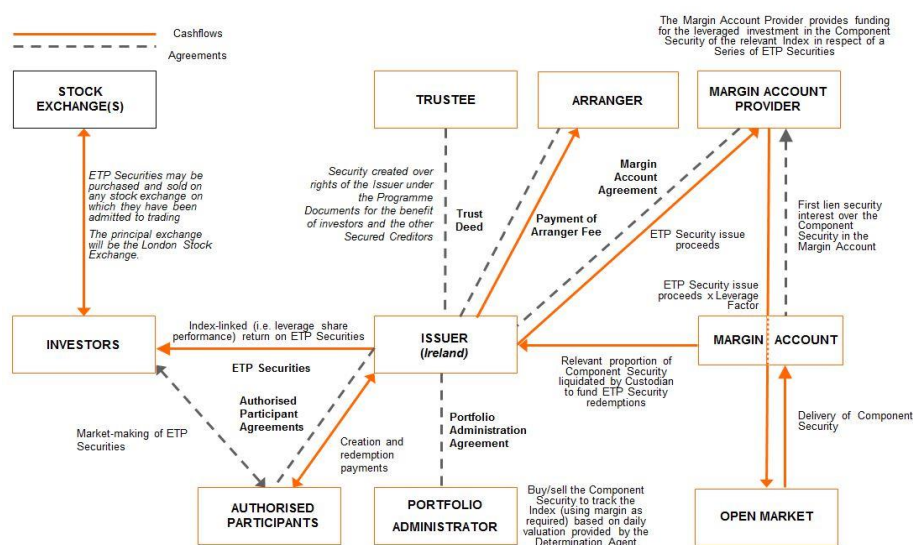 Cashflows
Agreements
The Margin Account Provider provides funding
for the leveraged investment in the Component
Security of the relevant Index in respect of a
Series of ETP Securities
STOCK
EXCHANGE(S)
TRUSTEE
ARRANGER
MARGIN ACCOUNT
PROVIDER
ETP Securities may be
purchased and sold on
any stock exchange on
which they have been
admitted to trading
The principal exchange
will be the London Stock
Exchange.
Security created over
rights of the Issuer under
the Programme
Documents for the benefit
of investors and the other
Secured Creditors
Trust
Deed
Payment of
Arranger Fee
Margin
Account
Agreement
ETP Security issue
proceeds
First lien security
interest over the
Component
Security in the
Margin Account
ETP Security issue
proceeds x Leverage
Factor
INVESTORS
Index-linked (i.e. leverage share
performance) return on ETP Securities
ISSUER
(Ireland)
MARGIN ACCOUNT
ETP Securities
Authorised
Participant
Agreements
Relevant proportion of
Component Security
liquidated by Custodian
to fund ETP Security
redemptions
Market-making of ETP
Securities
Creation and
redemption
payments
Portfolio
Administration
Agreement
Delivery of Component
Security
AUTHORISED
PARTICIPANTS
PORTFOLIO
ADMINISTRATOR
Buy/sell the Component
Security to track the
Index (using margin as
required) based on daily
valuation provided by the
Determination Agent
OPEN MARKET